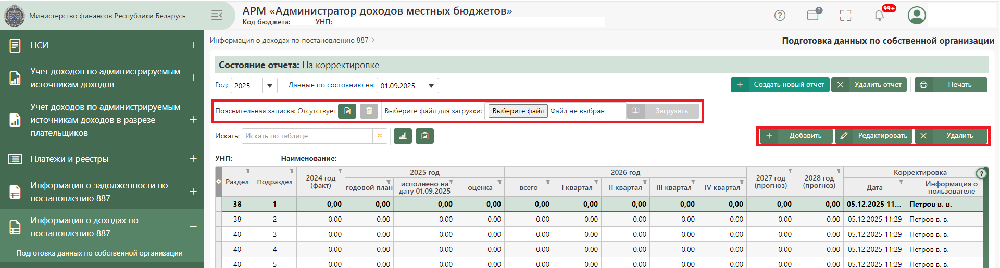 Министерство финансов Республики Беларусь
АРМ «Администратор доходов местных бюджетов»
Код бюджета: УНП:
?
?
99+
НСИ
Учет доходов по администрируемым
источникам доходов
Учет доходов по администрируемым
источникам доходов в разрезе
плательщиков
Платежи и реестры
Информация о задолженности по
постановлению 887
Информация о доходах по
постановлению 887
Подготовка данных по собственной организации
Информация о доходах по постановлению 887 >
Подготовка данных по собственной организации
Состояние отчета: На корректировке
Год: 2025 Данные по состоянию на: 01.09.2025 Создать новый отчет Удалить отчет Печать
Пояснительная записка: Отсутствует Выберите файл для загрузки: Выберите файл Файл не выбран Загрузить
Искать: Искать по таблице × Добавить Редактировать Удалить
УНП: Наименование:
Раздел Подраздел 2024 год (факт) 2025 год 2026 год 2027 год (прогноз) 2028 год (прогноз) Корректировка ?
годовой план исполнено на дату 01.09.2025 оценка всего I квартал II квартал III квартал IV квартал Дата Информация о пользователе
38 1 0,00 0,00 0,00 0,00 0,00 0,00 0,00 0,00 0,00 0,00 0,00 05.12.2025 11... Петров в. в.
38 2 0,00 0,00 0,00 0,00 0,00 0,00 0,00 0,00 0,00 0,00 0,00 05.12.2025 11:29 Петров в. в.
40 3 0,00 0,00 0,00 0,00 0,00 0,00 0,00 0,00 0,00 0,00 0,00 05.12.2025 11:29 Петров в. в.
40 4 0,00 0,00 0,00 0,00 0,00 0,00 0,00 0,00 0,00 0,00 0,00 05.12.2025 11:29 Петров в. в.
40 5 0,00 0,00 0,00 0,00 0,00 0,00 0,00 0,00 0,00 0,00 0,00 05.12.2025 11:29 Петров в. в.